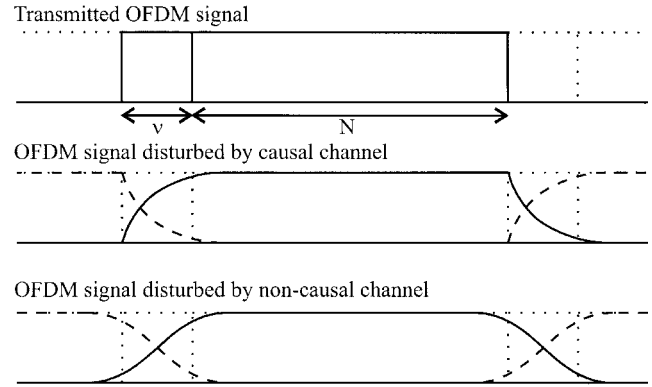 Transmitted OFDM signal
ν
N
OFDM signal disturbed by causal channel
OFDM signal disturbed by non-causal channel